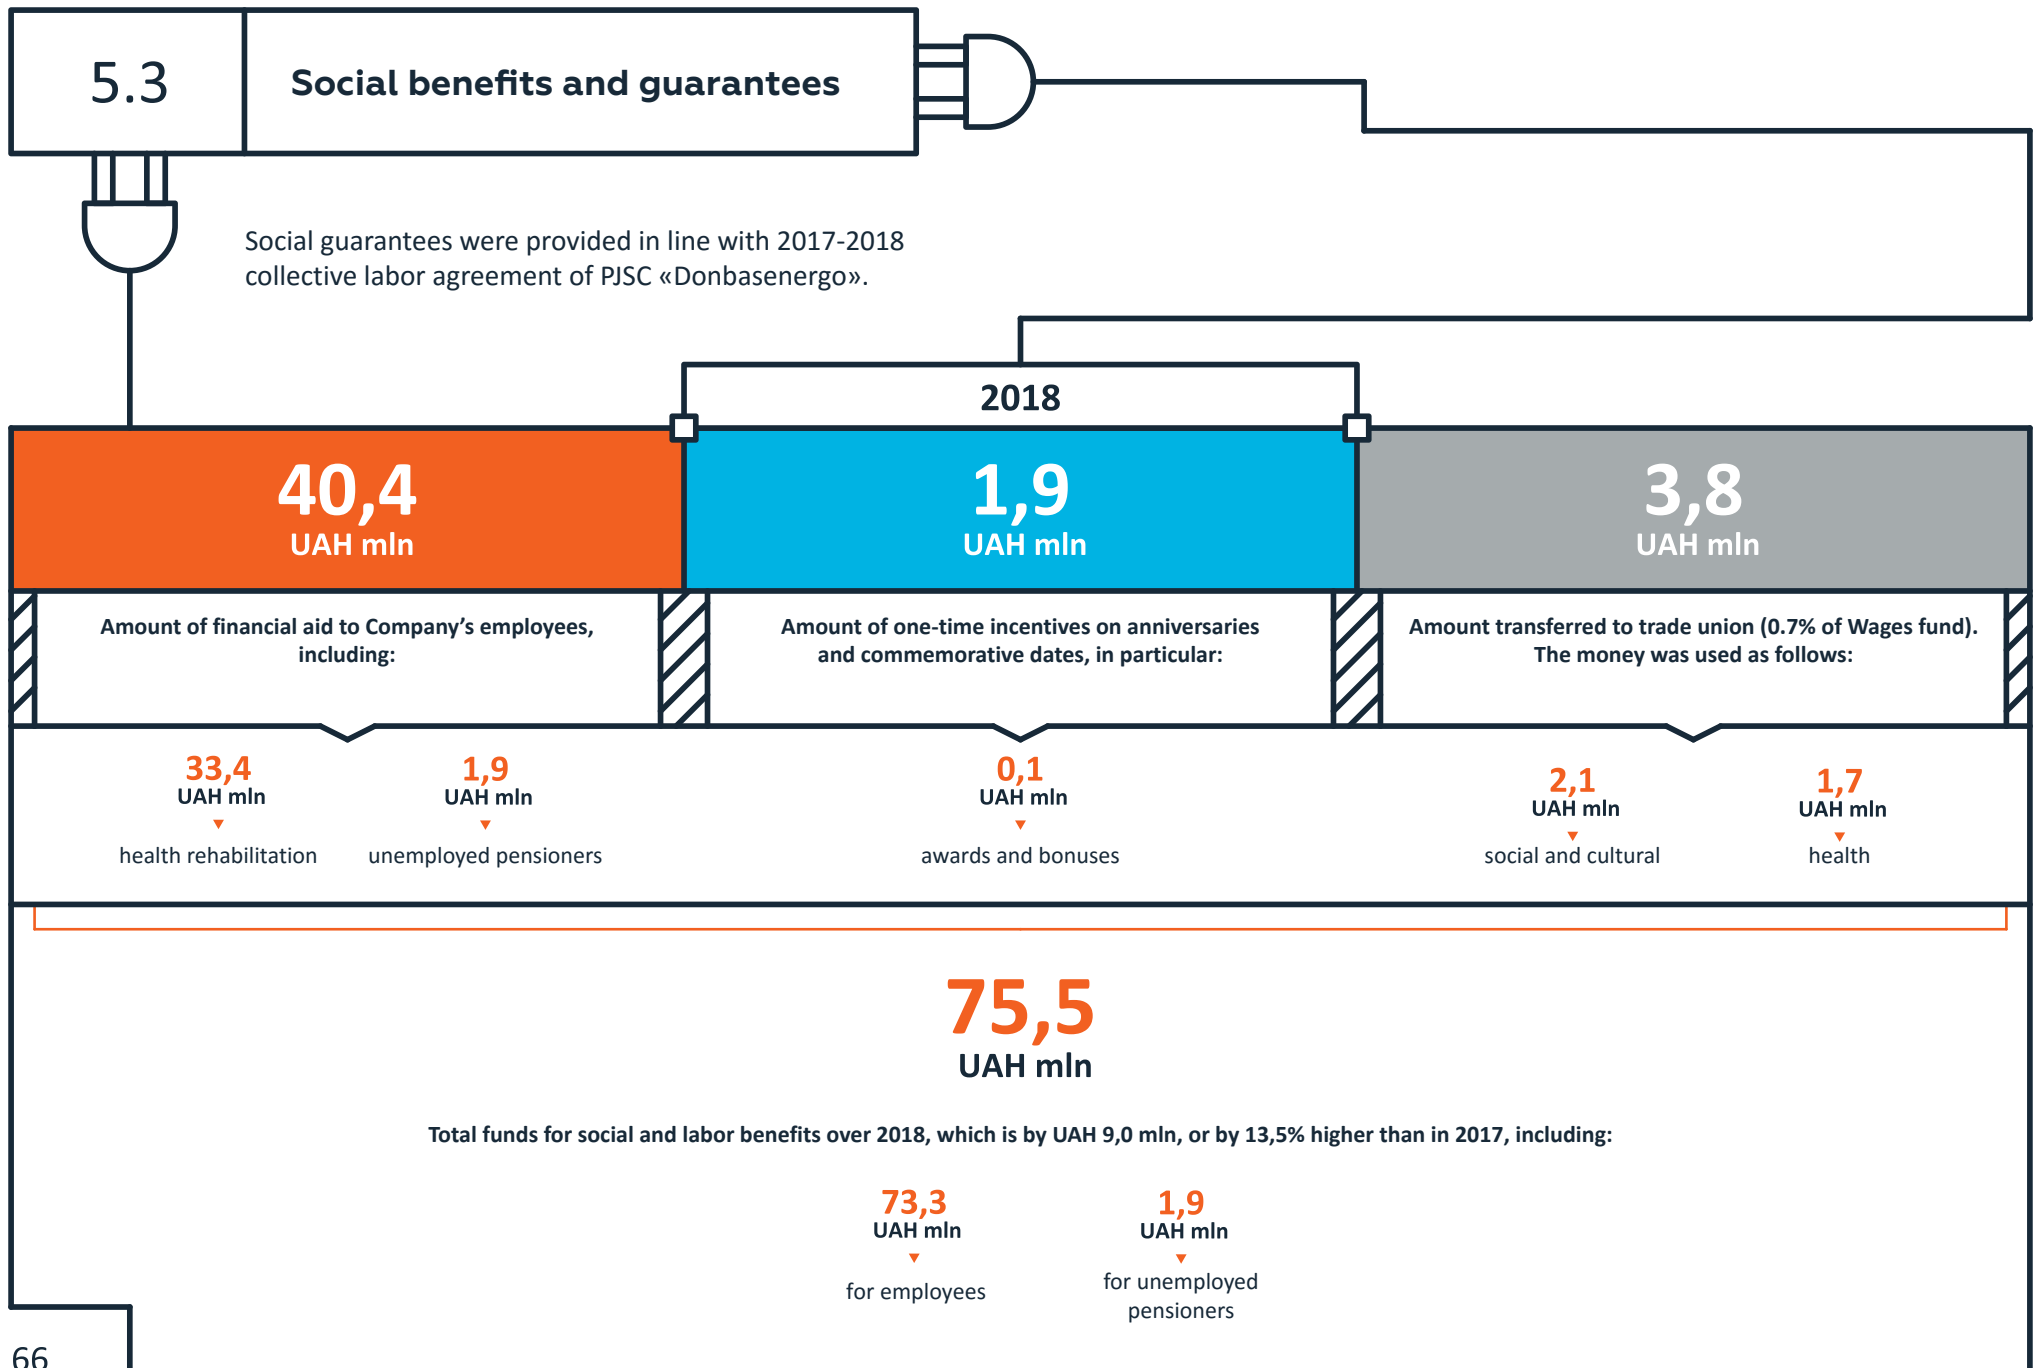 5.3
Social benefits and guarantees
Social guarantees were provided in line with 2017-2018
collective labor agreement of PJSC «Donbasenergo».
2018
40,4
UAH mln
1,9
UAH mln
3,8
UAH mln
Amount of financial aid to Company's employees,
including:
Amount of one-time incentives on anniversaries
and commemorative dates, in particular:
Amount transferred to trade union (0.7% of Wages fund).
The money was used as follows:
33,4
UAH mln
health rehabilitation
1,9
UAH mln
unemployed pensioners
0,1
UAH mln
awards and bonuses
2,1
UAH mln
social and cultural
1,7
UAH mln
health
75,5
UAH mln
Total funds for social and labor benefits over 2018, which is by UAH 9,0 mln, or by 13,5% higher than in 2017, including:
73,3
UAH mln
for employees
1,9
UAH mln
for unemployed
pensioners
66